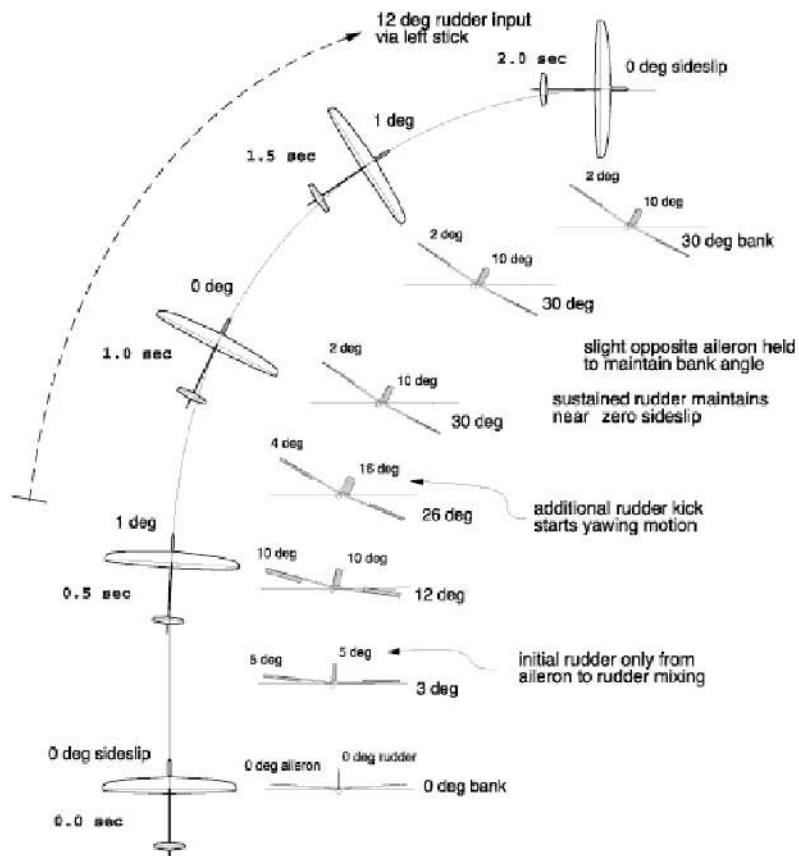 12 deg rudder input
via left stick
2.0 sec
0 deg sideslip
1 deg
1.5 sec
2 deg
10 deg
30 deg bank
2 deg
10 deg
30 deg
0 deg
1.0 sec
slight opposite aileron held
to maintain bank angle
2 deg
10 deg
30 deg
sustained rudder maintains
near zero sideslip
4 deg
16 deg
26 deg
additional rudder kick
starts yawing motion
1 deg
10 deg
10 deg
12 deg
0.5 sec
5 deg
3 deg
initial rudder only from
aileron to rudder mixing
0 deg sideslip
0 deg aileron
0 deg rudder
0 deg bank
0.0 sec